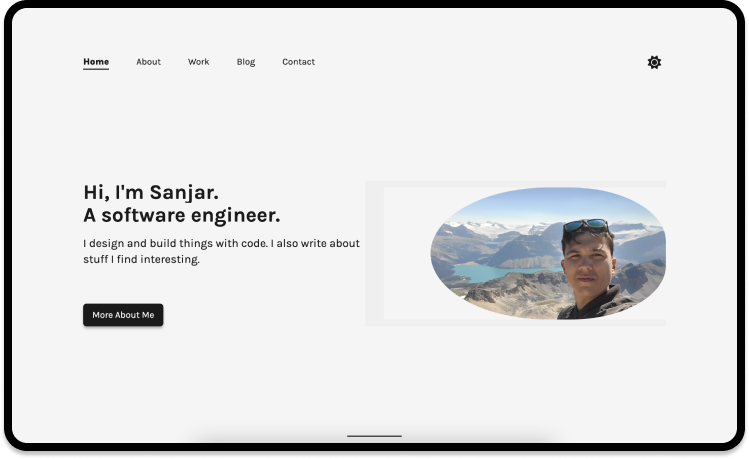 Home
About
Work
Blog
Contact
Hi, I'm Sanjar.
A software engineer.
I design and build things with code. I also write about
stuff I find interesting.
More About Me